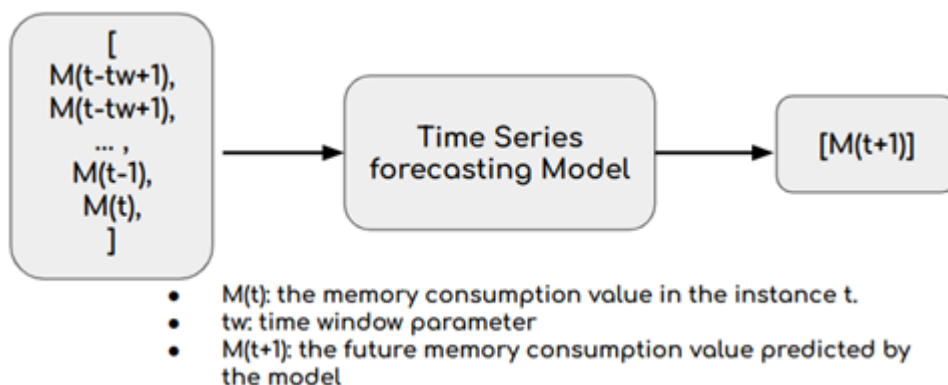 [
M(t-tw+1),
M(t-tw+1),
... ,
M(t-1),
M(t),
]
Time Series
forecasting Model
[M(t+1)]
● M(t): the memory consumption value in the instance t.
● tw: time window parameter
● M(t+1): the future memory consumption value predicted by
the model